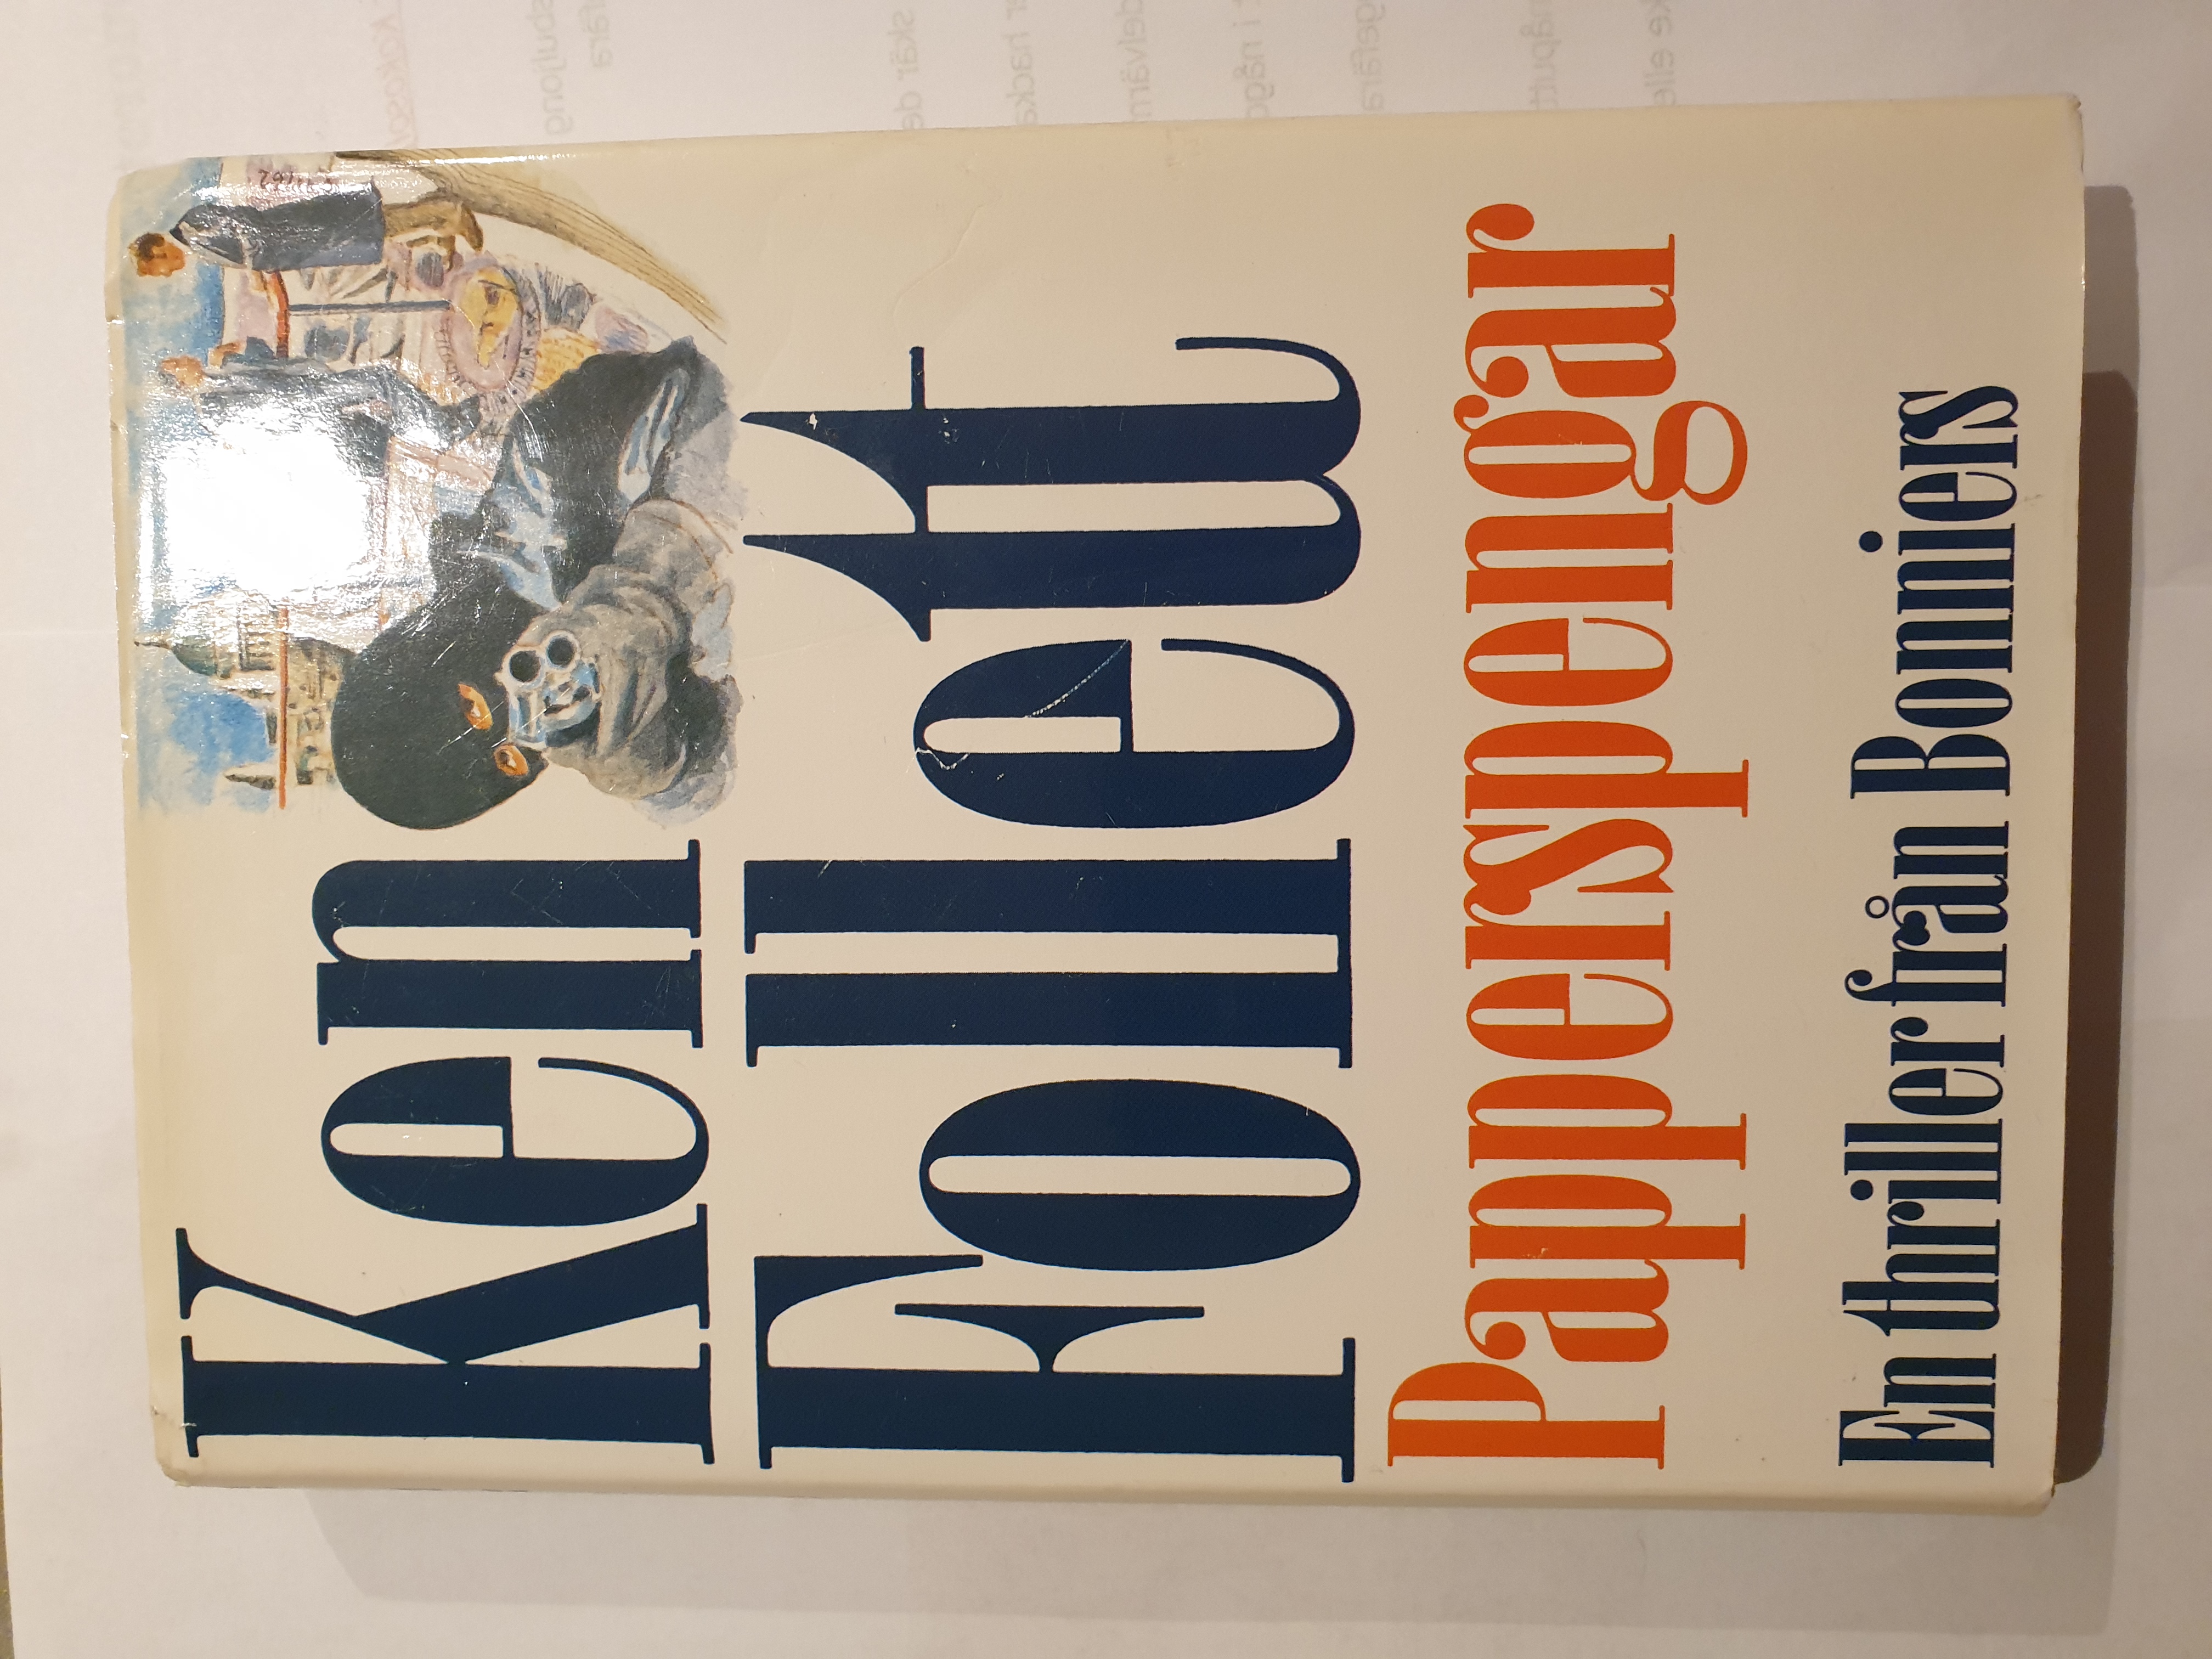 Ken
Follett
Papperspengar
En thriller från Bonniers